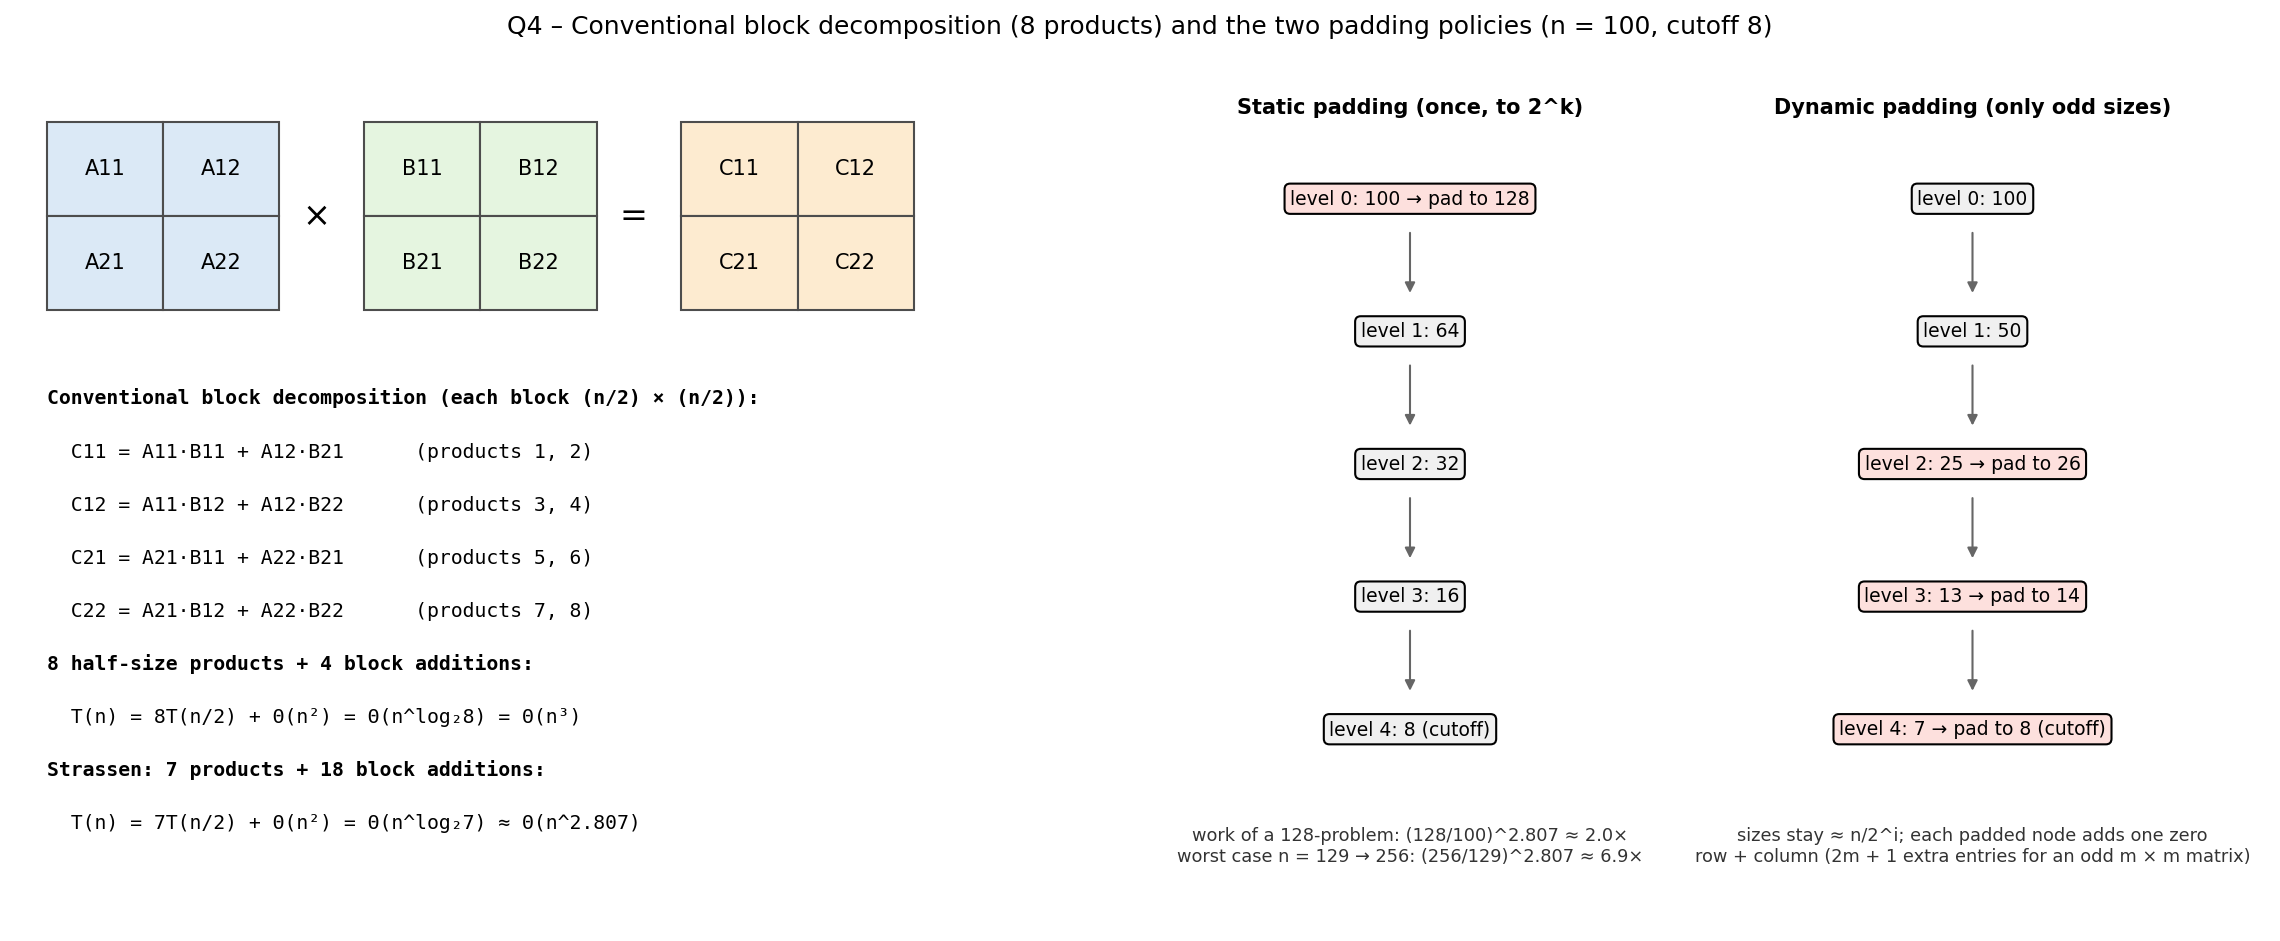 Q4 – Conventional block decomposition (8 products) and the two padding policies (n = 100, cutoff 8)
A11 A12
A21 A22
×
B11 B12
B21 B22
=
C11 C12
C21 C22
Conventional block decomposition (each block (n/2) × (n/2)):
C11 = A11·B11 + A12·B21 (products 1, 2)
C12 = A11·B12 + A12·B22 (products 3, 4)
C21 = A21·B11 + A22·B21 (products 5, 6)
C22 = A21·B12 + A22·B22 (products 7, 8)
8 half-size products + 4 block additions:
T(n) = 8T(n/2) + Θ(n²) = Θ(n^log₂8) = Θ(n³)
Strassen: 7 products + 18 block additions:
T(n) = 7T(n/2) + Θ(n²) = Θ(n^log₂7) ≈ Θ(n^2.807)
Static padding (once, to 2^k)
level 0: 100 → pad to 128
level 1: 64
level 2: 32
level 3: 16
level 4: 8 (cutoff)
work of a 128-problem: (128/100)^2.807 ≈ 2.0×
worst case n = 129 → 256: (256/129)^2.807 ≈ 6.9×
Dynamic padding (only odd sizes)
level 0: 100
level 1: 50
level 2: 25 → pad to 26
level 3: 13 → pad to 14
level 4: 7 → pad to 8 (cutoff)
sizes stay ≈ n/2^i; each padded node adds one zero
row + column (2m + 1 extra entries for an odd m × m matrix)